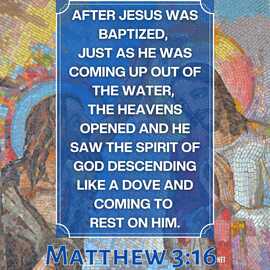 AFTER JESUS WAS
BAPTIZED,
JUST AS HE WAS
COMING UP OUT OF
THE WATER,
THE HEAVENS
OPENED AND HE
SAW THE SPIRIT OF
GOD DESCENDING
LIKE A DOVE AND
COMING TO
REST ON HIM.
MATTHEW 3:16